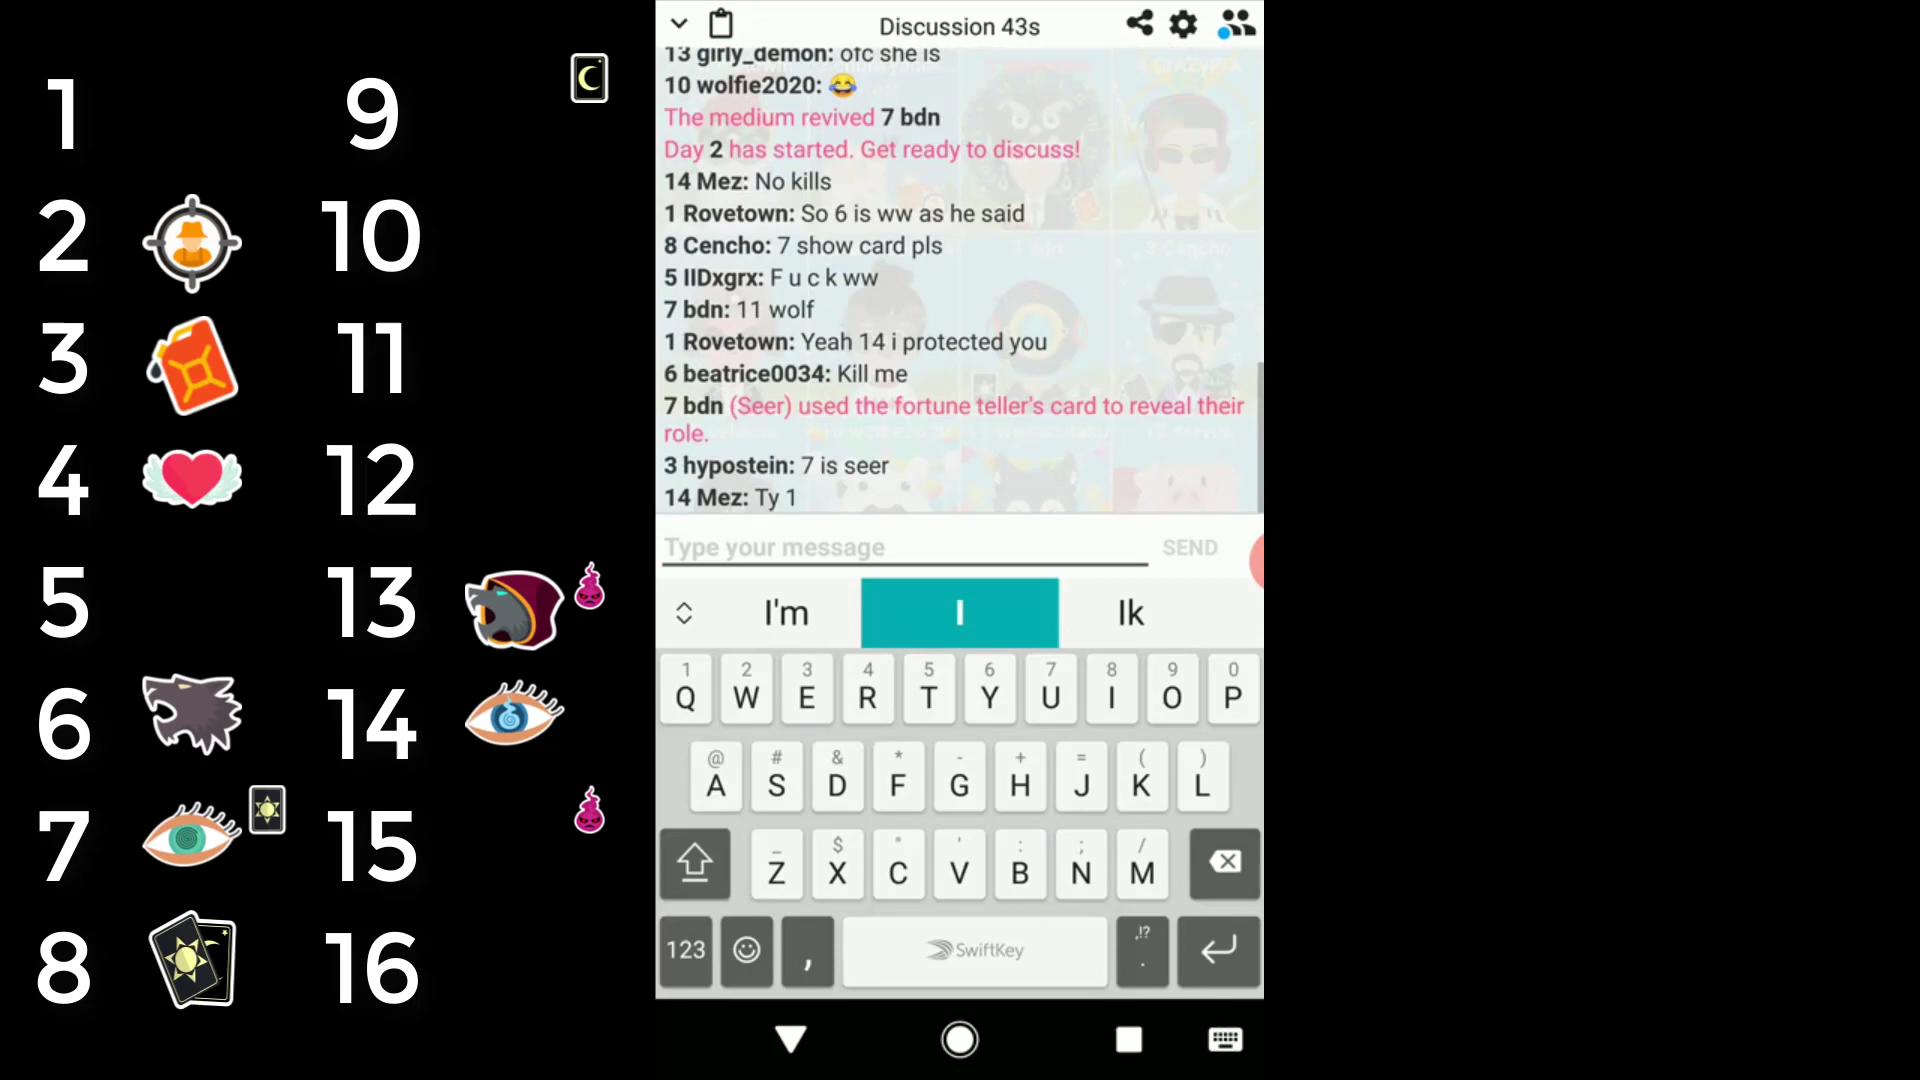 1
2
3
4
5
6
7
8
9
10
11
12
13
14
15
16
Discussion 43s
13 girly_demon: ofc she is
10 wolfie2020: 😂
The medium revived 7 bdn
Day 2 has started. Get ready to discuss!
14 Mez: No kills
1 Rovetown: So 6 is ww as he said
8 Cencho: 7 show card pls
5 IIDxgrx: F u c k ww
7 bdn: 11 wolf
1 Rovetown: Yeah 14 i protected you
6 beatrice0034: Kill me
7 bdn (Seer) used the fortune teller's card to reveal their
role.
3 hypostein: 7 is seer
14 Mez: Ty 1
Type your message SEND
I'm I Ik
1 2 3 4 5 6 7 8 9 0
Q W E R T Y U I O P
@ # & * - + = ( )
A S D F G H J K L
_ $ " ' : ; /
Z X C V B N M
123 , SwiftKey ,!? .